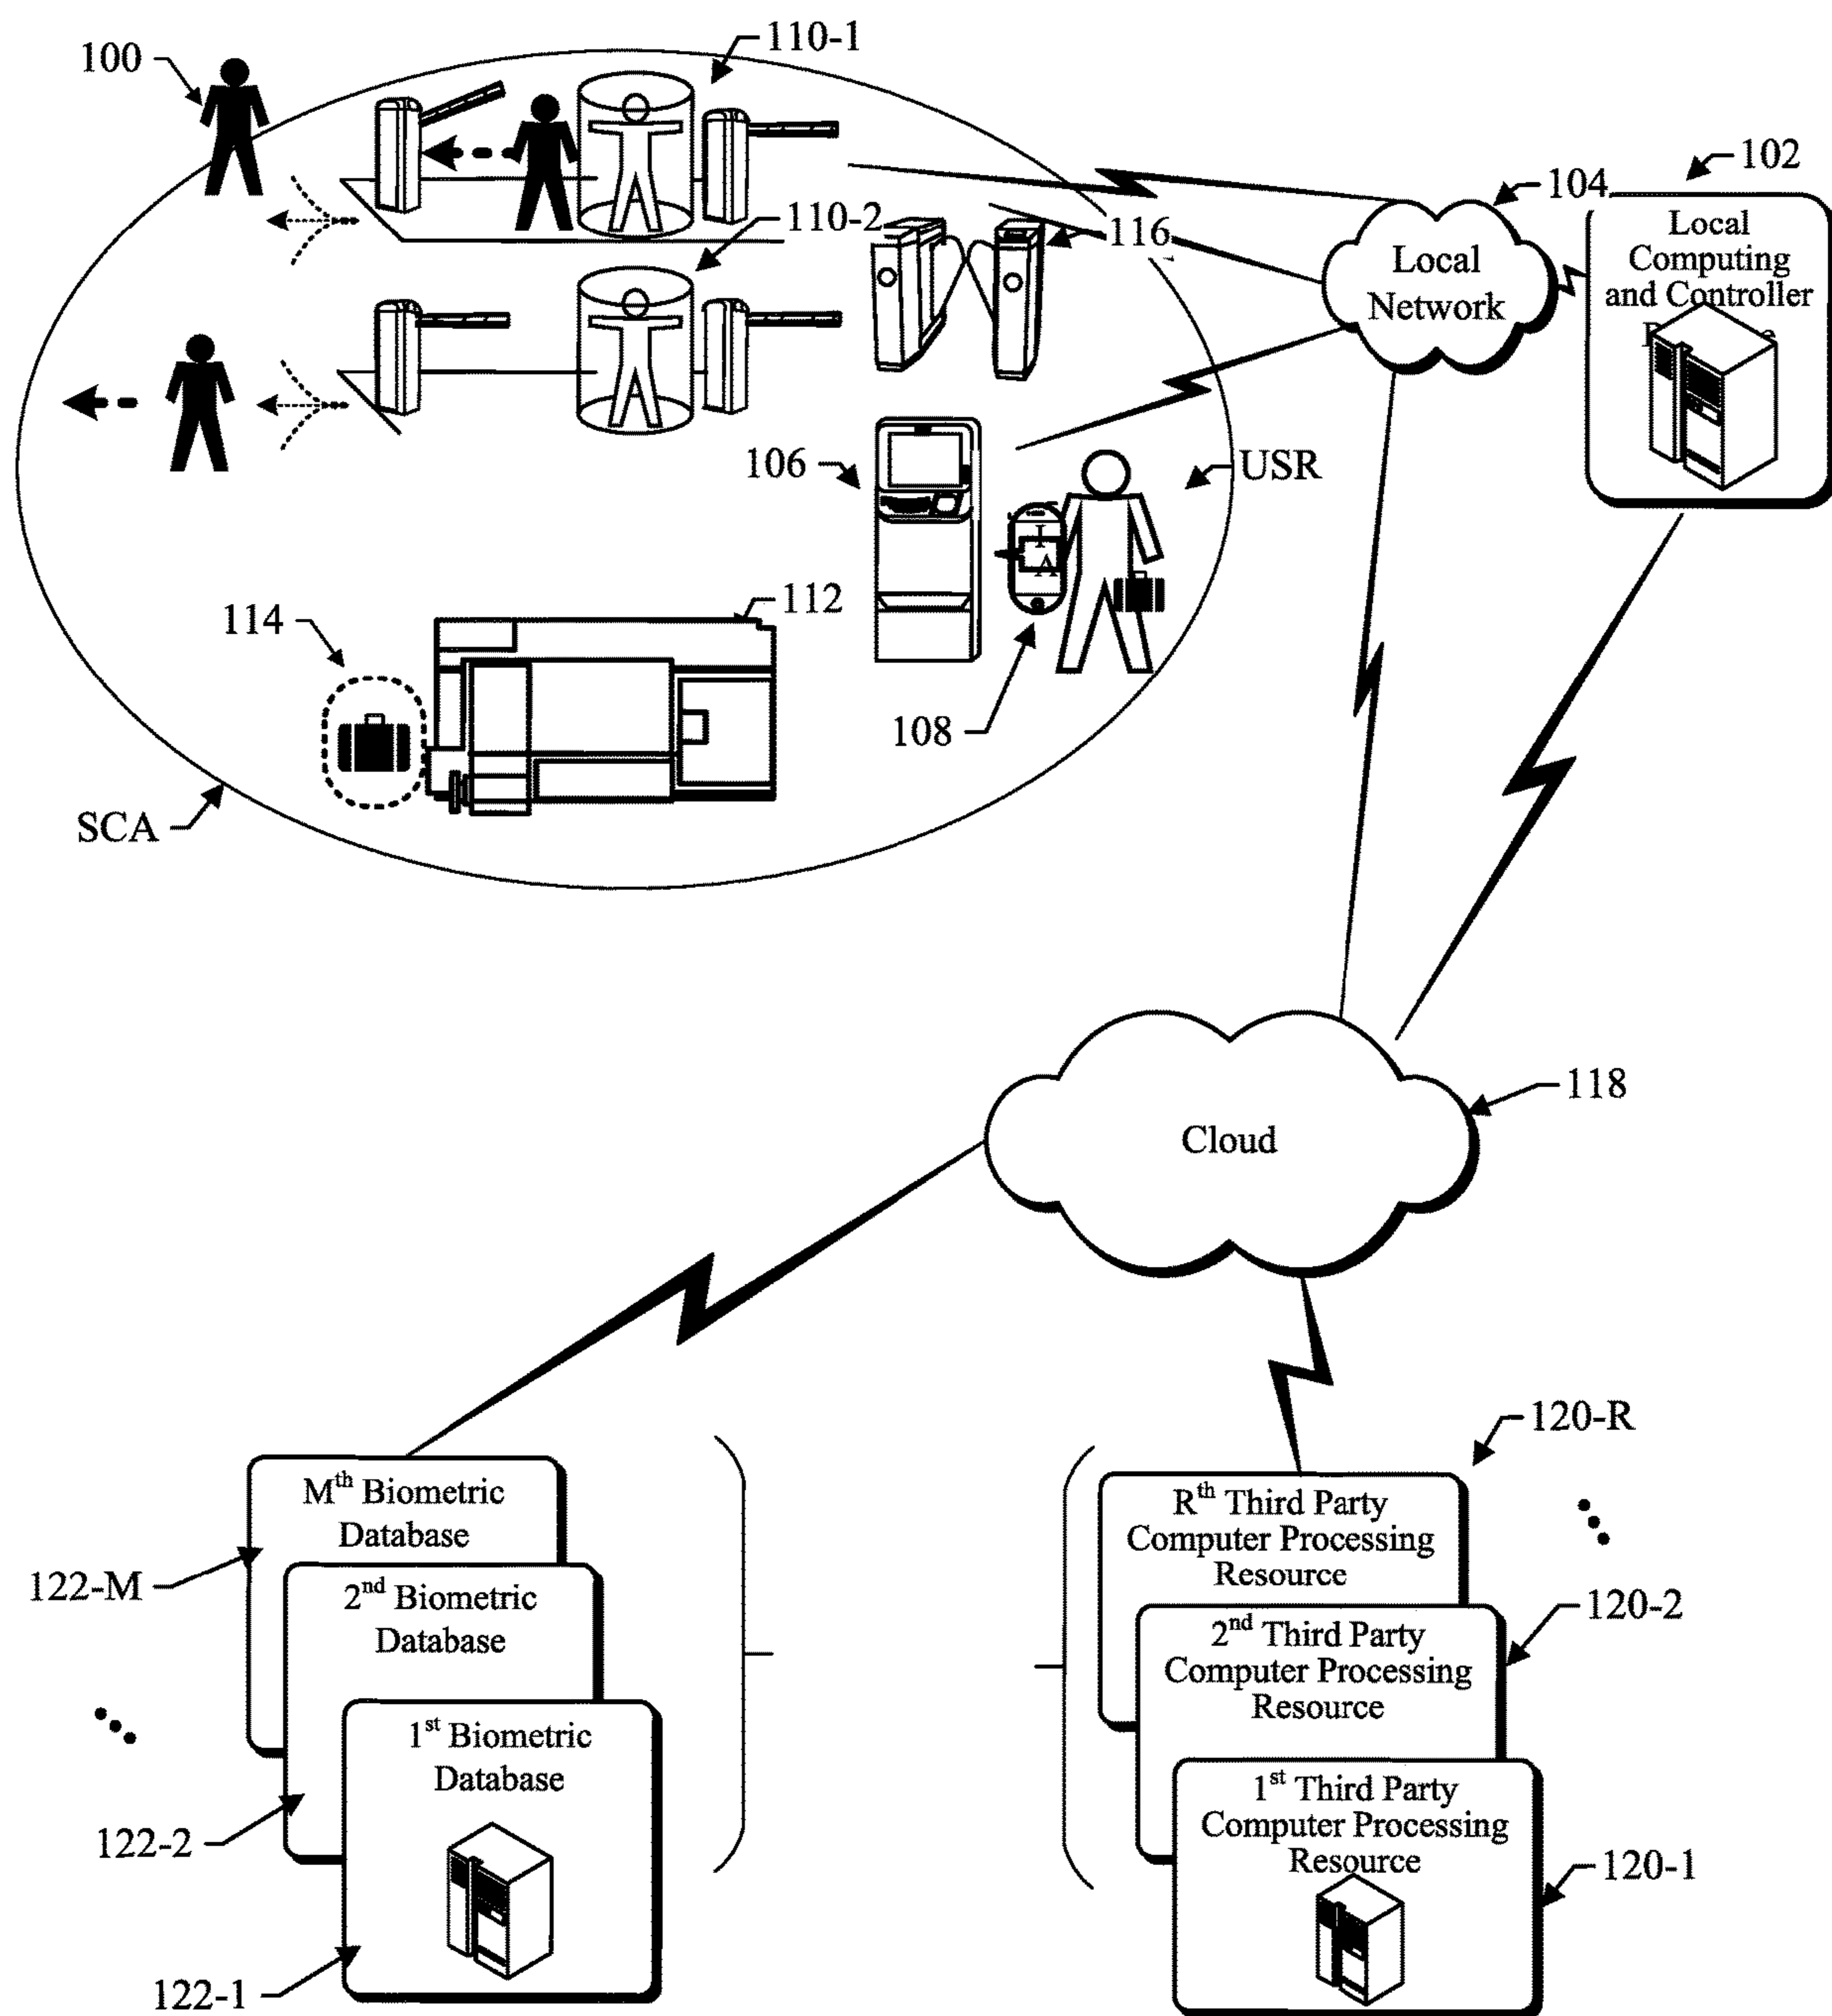 100
110-1
102
104
Local
Computing
and Controller
110-2
116
Local
Network
106
USR
I
A
114
112
108
SCA
118
Cloud
120-R
Mth Biometric
Database
Rth Third Party
Computer Processing
Resource
122-M
2nd Biometric
Database
120-2
2nd Third Party
Computer Processing
Resource
1st Biometric
Database
1st Third Party
Computer Processing
Resource
122-2
120-1
122-1